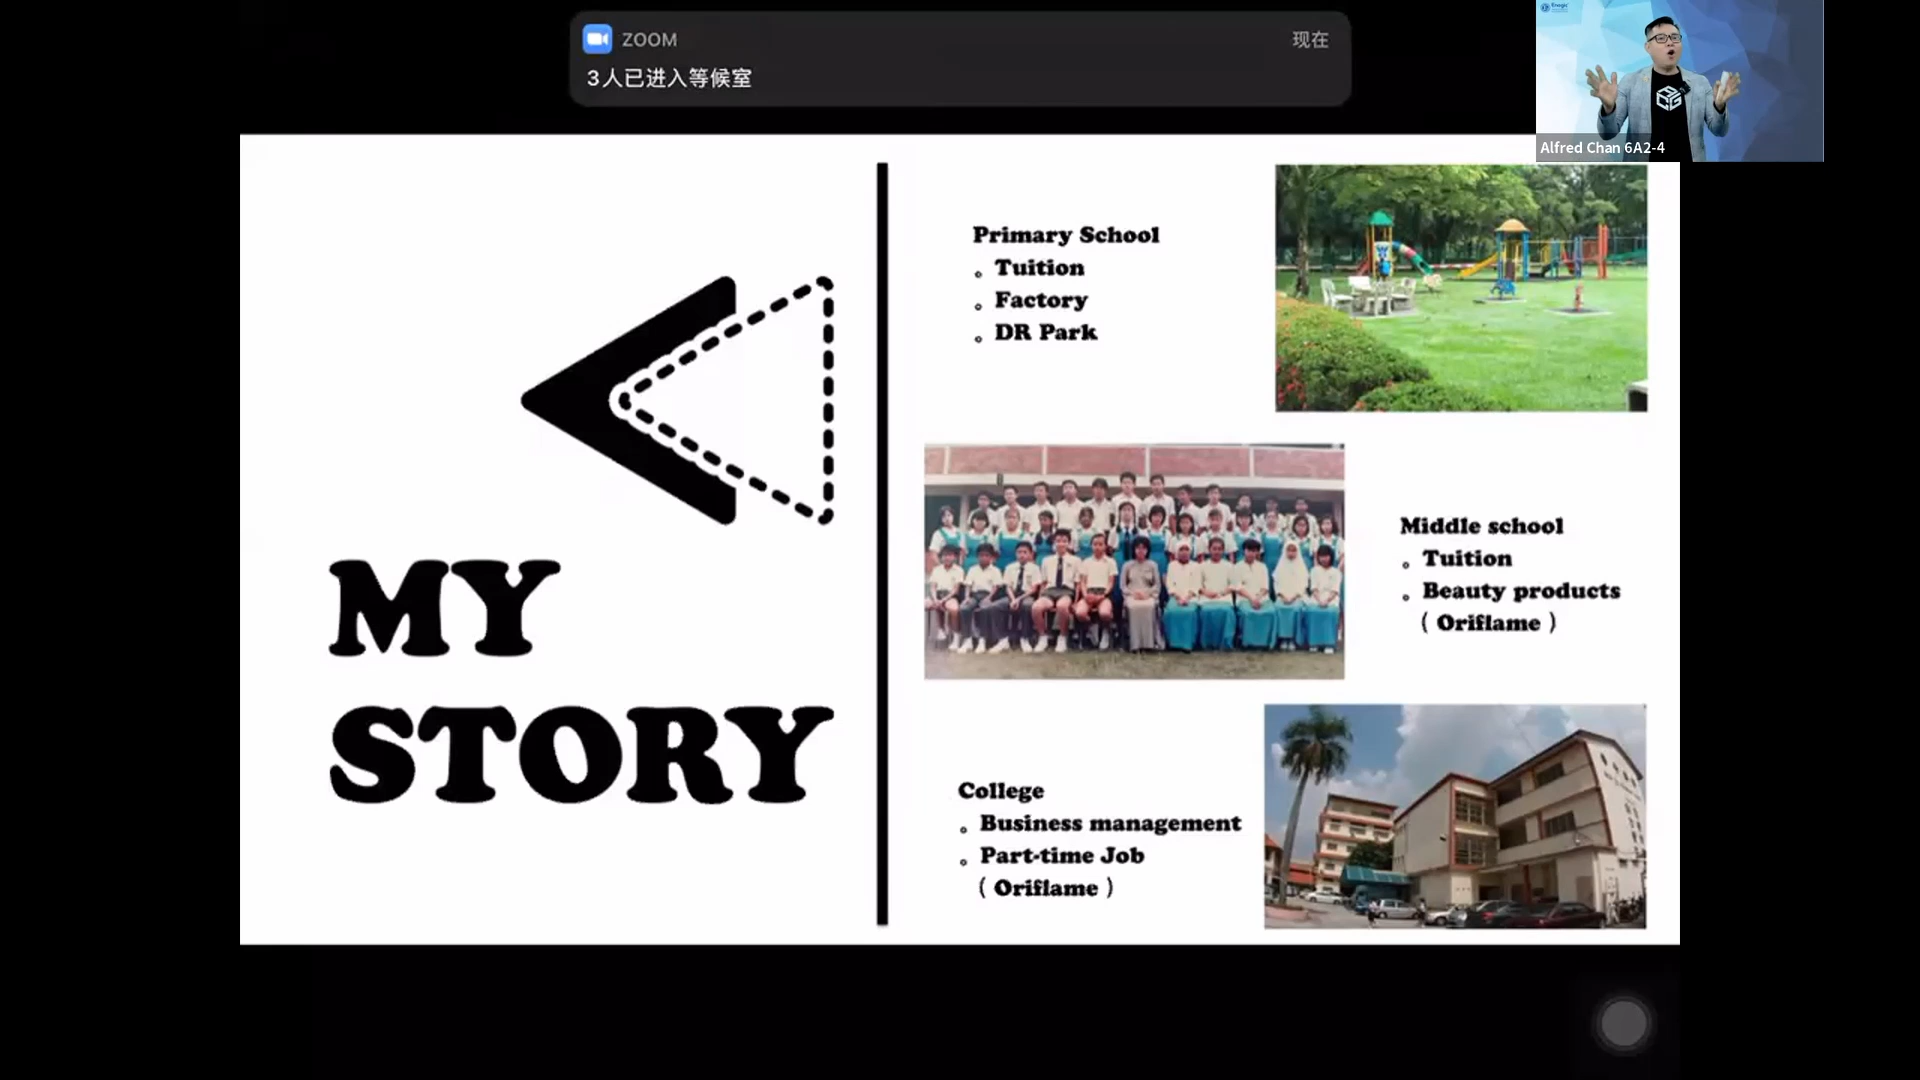 ZOOM
现在
3人已进入等候室
Enagic
Alfred Chan 6A2-4
MY
STORY
Primary School
Tuition
Factory
DR Park
Middle school
Tuition
Beauty products
( Oriflame )
College
Business management
Part-time Job
( Oriflame )